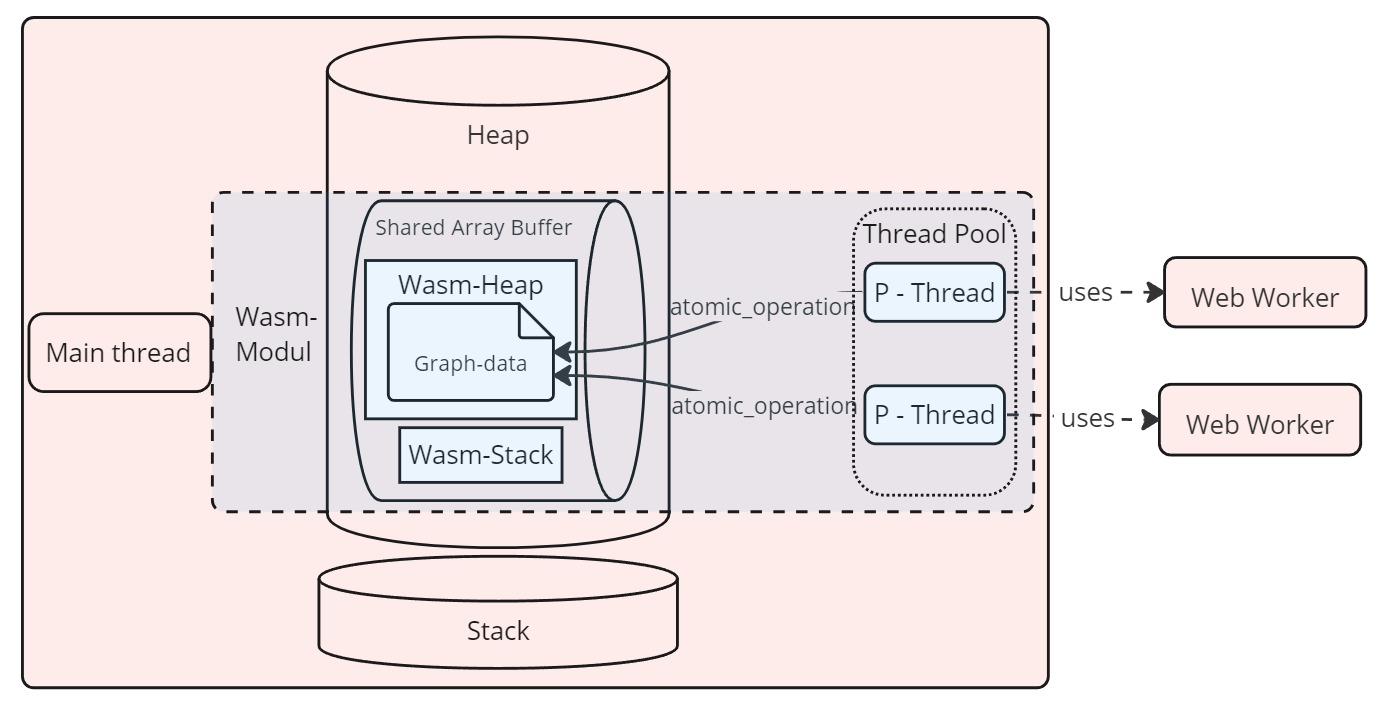 Heap
Shared Array Buffer
Thread Pool
Wasm-Heap
P - Thread
uses
Web Worker
atomic_operation
Wasm-
Modul
Main thread
Graph-data
atomic_operation
P - Thread
uses
Web Worker
Wasm-Stack
Stack